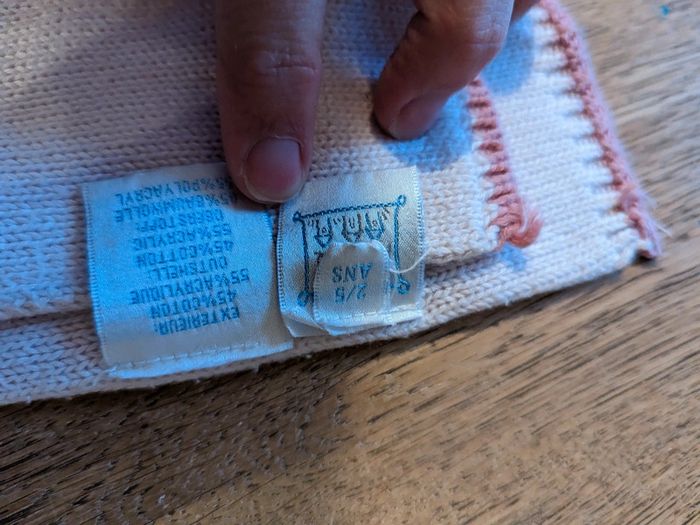 EXTERIEUR
45%COTON
55%ACRYLIQUE
OUTSHELL:
45%COTTON
55%ACRYLIC
OBERSTOFF:
45%BAUMWOLLE
55%POLYACRYL
2/5
ANS